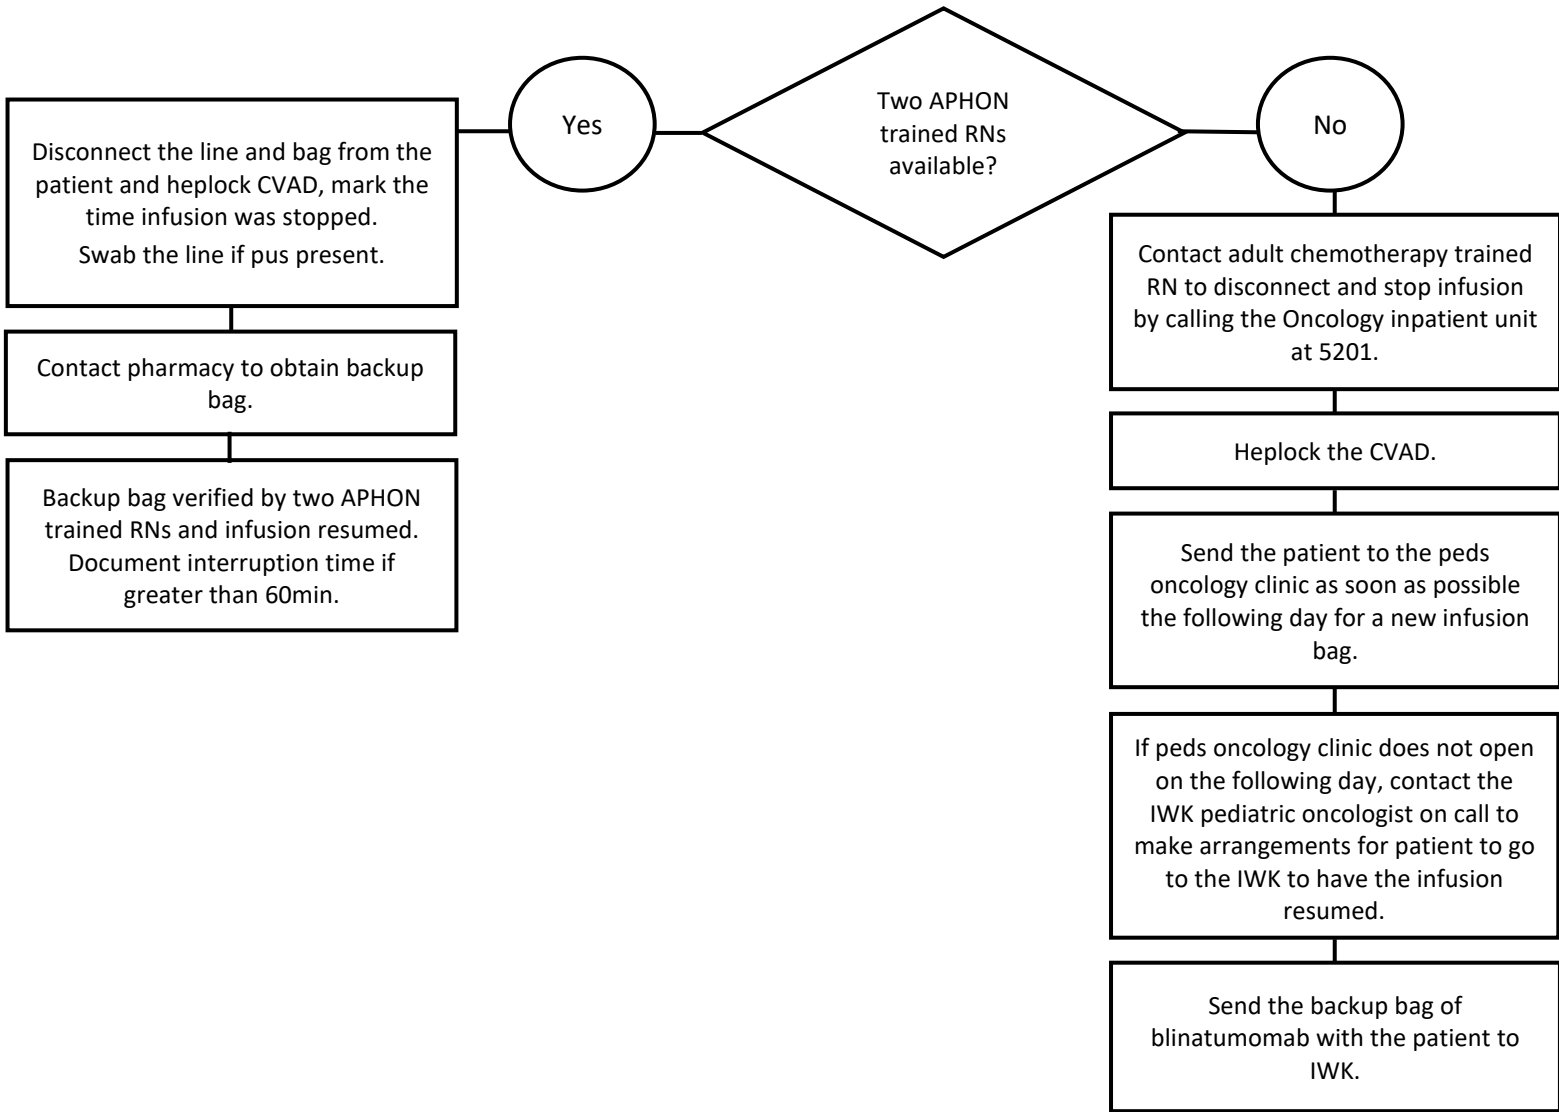 Two APHON
trained RNs
available?
Yes
Disconnect the line and bag from the
patient and heplock CVAD, mark the
time infusion was stopped.
Swab the line if pus present.
Contact pharmacy to obtain backup
bag.
Backup bag verified by two APHON
trained RNs and infusion resumed.
Document interruption time if
greater than 60min.
No
Contact adult chemotherapy trained
RN to disconnect and stop infusion
by calling the Oncology inpatient unit
at 5201.
Heplock the CVAD.
Send the patient to the peds
oncology clinic as soon as possible
the following day for a new infusion
bag.
If peds oncology clinic does not open
on the following day, contact the
IWK pediatric oncologist on call to
make arrangements for patient to go
to the IWK to have the infusion
resumed.
Send the backup bag of
blinatumomab with the patient to
IWK.